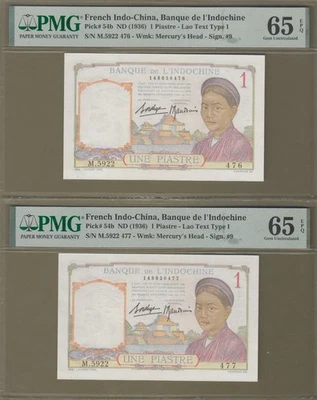 PMG
PAPER MONEY GUARANTY
French Indo-China, Banque de l'Indochine
Pick# 54b ND (1936) 1 Piastre - Lao Text Type I
S/N M.5922 476 - Wmk: Mercury's Head - Sign. #9
65 EPQ
Gem Uncirculated
BANQUE DE L'INDOCHINE
148030476
1
M.5922
476
UNE PIASTRE
PMG
PAPER MONEY GUARANTY
French Indo-China, Banque de l'Indochine
Pick# 54b ND (1936) 1 Piastre - Lao Text Type I
S/N M.5922 477 - Wmk: Mercury's Head - Sign. #9
65 EPQ
Gem Uncirculated
BANQUE DE L'INDOCHINE
1
M.5922
477
UNE PIASTRE